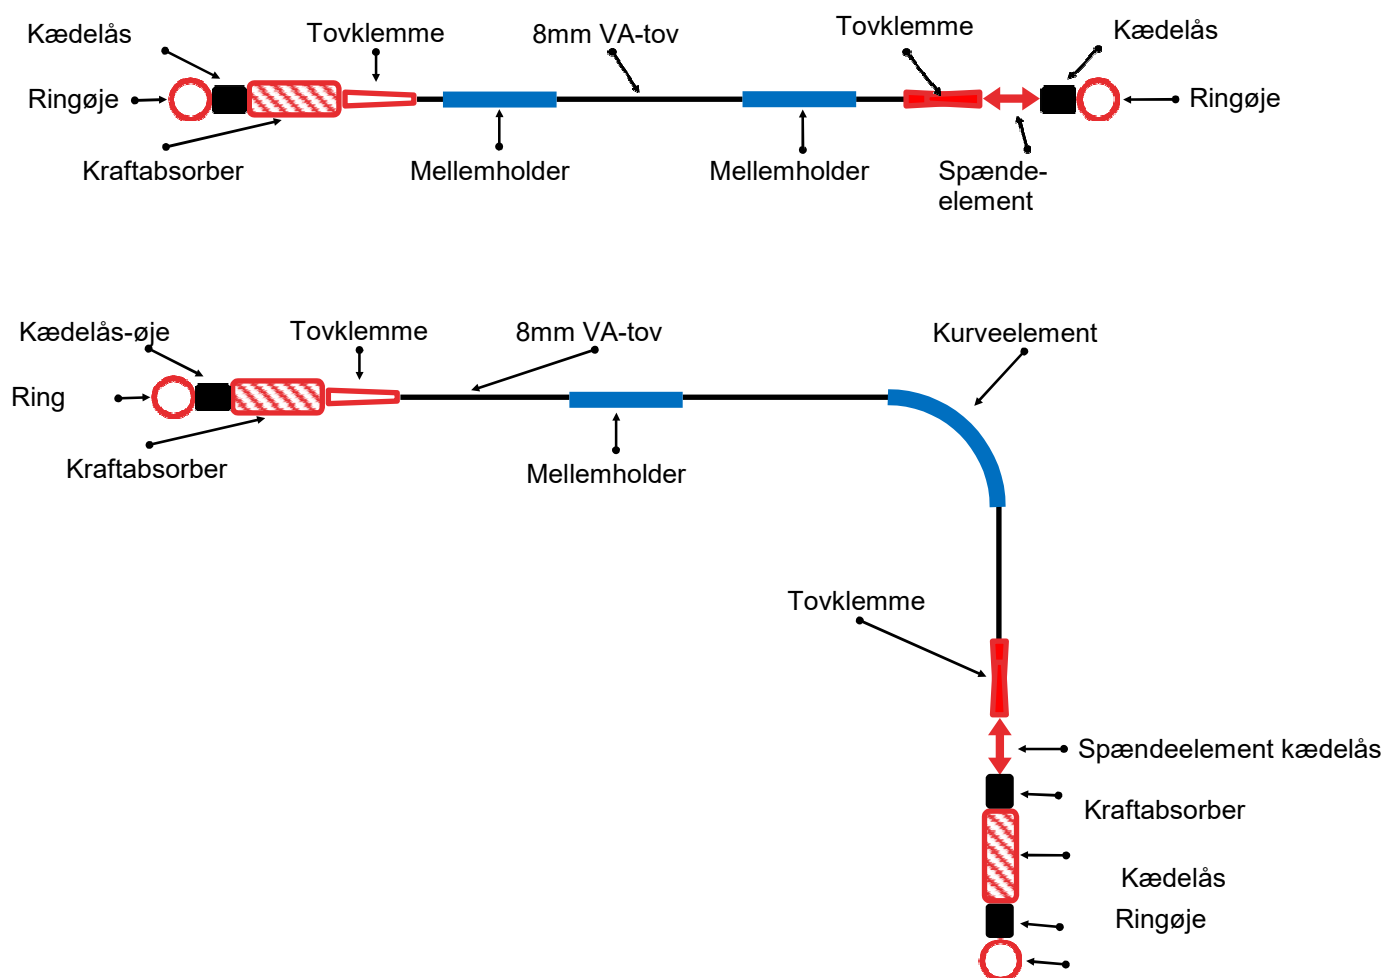 Kædelås
Tovklemme
8mm VA-tov
Tovklemme
Kædelås
Ringøje
Ringøje
Kraftabsorber
Mellemholder
Mellemholder
Spænde-
element
Kædelås-øje
Tovklemme
8mm VA-tov
Kurveelement
Ring
Kraftabsorber
Mellemholder
Tovklemme
Spændeelement kædelås
Kraftabsorber
Kædelås
Ringøje